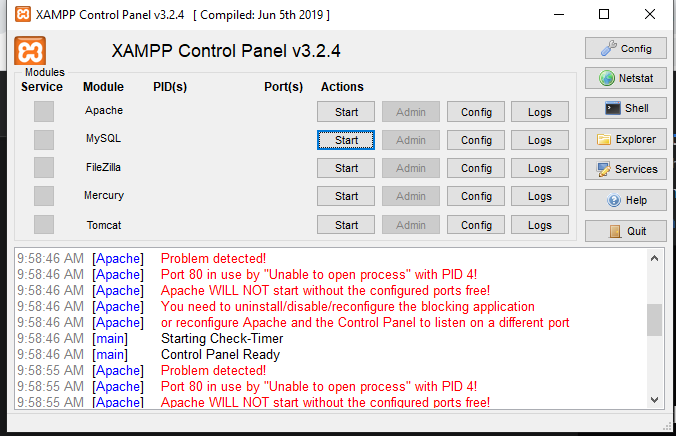 XAMPP Control Panel v3.2.4 [ Compiled: Jun 5th 2019 ]
XAMPP Control Panel v3.2.4
Config
Modules
Service Module PID(s) Port(s) Actions
Netstat
Apache Start Admin Config Logs
Shell
MySQL Start Admin Config Logs
Explorer
FileZilla Start Admin Config Logs
Services
Mercury Start Admin Config Logs
Help
Tomcat Start Admin Config Logs
Quit
9:58:46 AM [Apache] Problem detected!
9:58:46 AM [Apache] Port 80 in use by "Unable to open process" with PID 4!
9:58:46 AM [Apache] Apache WILL NOT start without the configured ports free!
9:58:46 AM [Apache] You need to uninstall/disable/reconfigure the blocking application
9:58:46 AM [Apache] or reconfigure Apache and the Control Panel to listen on a different port
9:58:46 AM [main] Starting Check-Timer
9:58:46 AM [main] Control Panel Ready
9:58:55 AM [Apache] Problem detected!
9:58:55 AM [Apache] Port 80 in use by "Unable to open process" with PID 4!
9:58:55 AM [Apache] Apache WILL NOT start without the configured ports free!